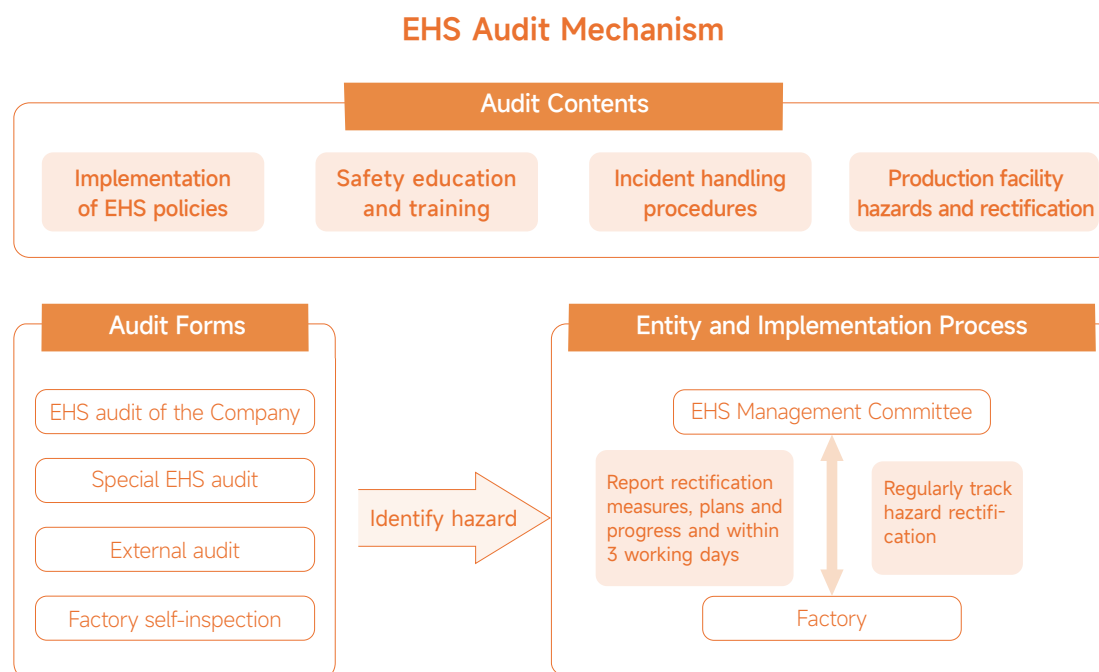 EHS Audit Mechanism
Audit Contents
Implementation
of EHS policies
Safety education
and training
Incident handling
procedures
Production facility
hazards and rectification
Audit Forms
EHS audit of the Company
Special EHS audit
External audit
Factory self-inspection
Identify hazard
Entity and Implementation Process
EHS Management Committee
Report rectification
measures, plans and
progress and within
3 working days
Regularly track
hazard rectifi-
cation
Factory